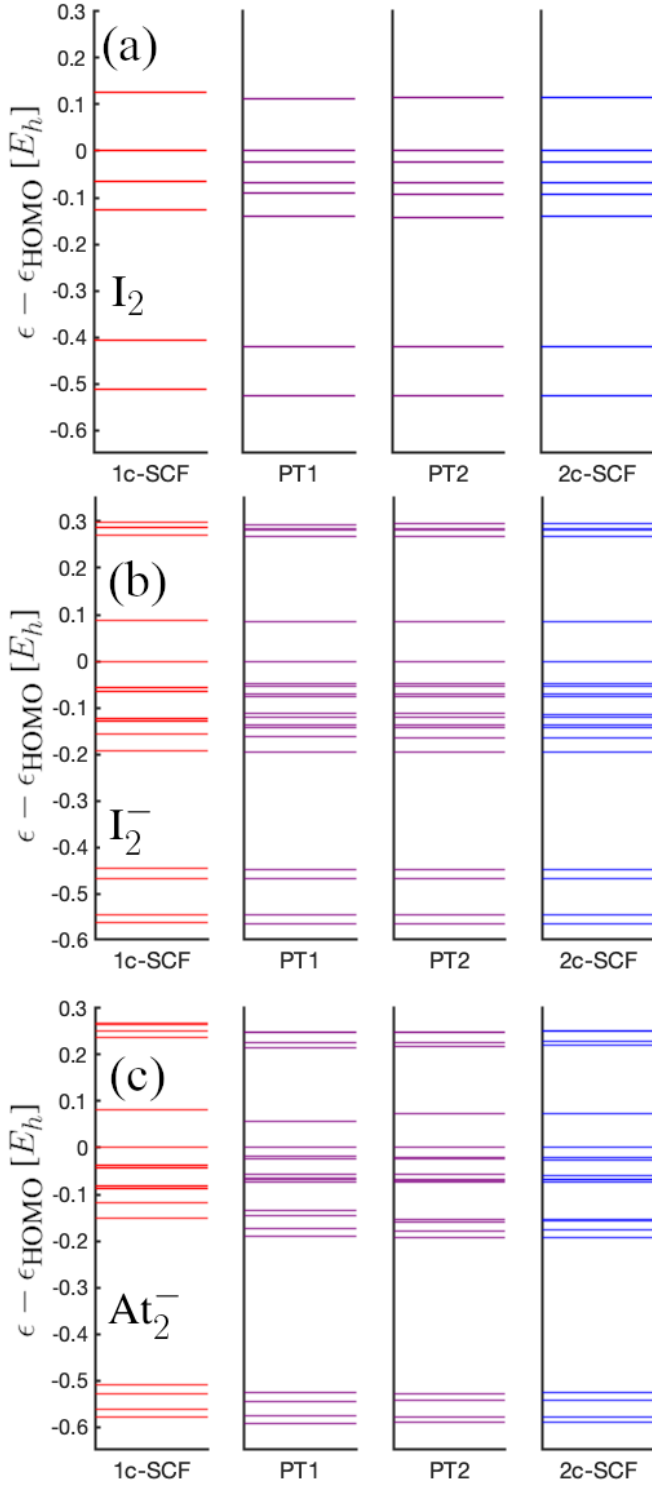 0.3
(a)
0.2
0.1
0
-0.1
-0.2
-0.3
-0.4
-0.5
-0.6
ϵ − ϵHOMO [Eh]
I2
1c-SCF PT1 PT2 2c-SCF
0.3
0.2
(b)
0.1
0
-0.1
-0.2
-0.3
-0.4
-0.5
-0.6
ϵ − ϵHOMO [Eh]
I2−
1c-SCF PT1 PT2 2c-SCF
0.3
0.2
(c)
0.1
0
-0.1
-0.2
-0.3
-0.4
-0.5
-0.6
ϵ − ϵHOMO [Eh]
At2−
1c-SCF PT1 PT2 2c-SCF